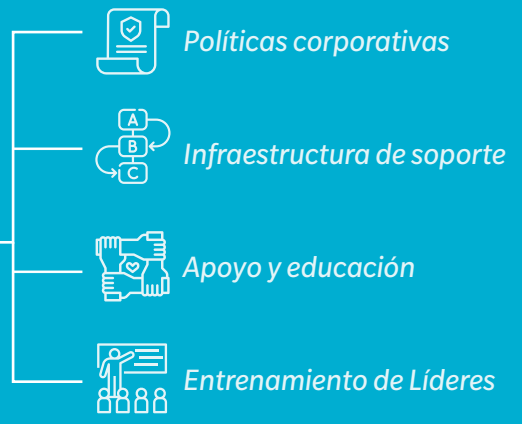 Políticas corporativas
A
B
Infraestructura de soporte
C
Apoyo y educación
Entrenamiento de Líderes